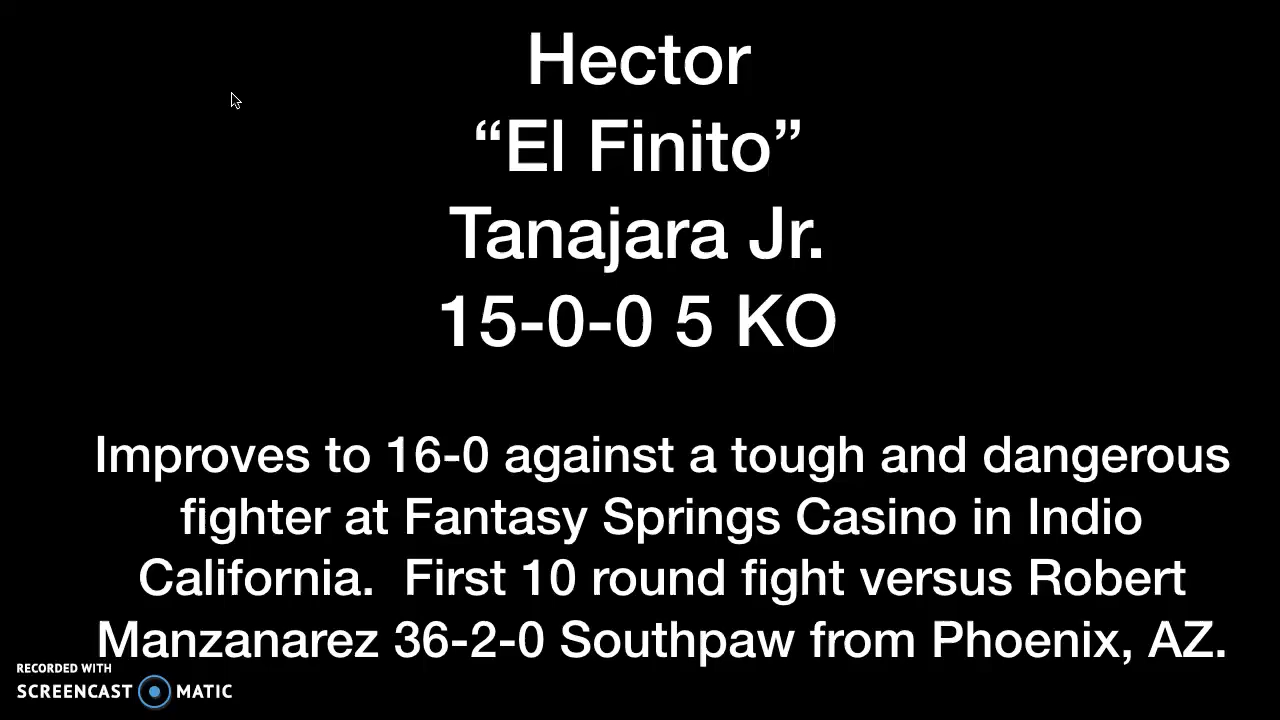 Hector
“El Finito”
Tanajara Jr.
15-0-0 5 KO
Improves to 16-0 against a tough and dangerous
fighter at Fantasy Springs Casino in Indio
California.  First 10 round fight versus Robert
Manzanarez 36-2-0 Southpaw from Phoenix, AZ.
RECORDED WITH
SCREENCAST MATIC